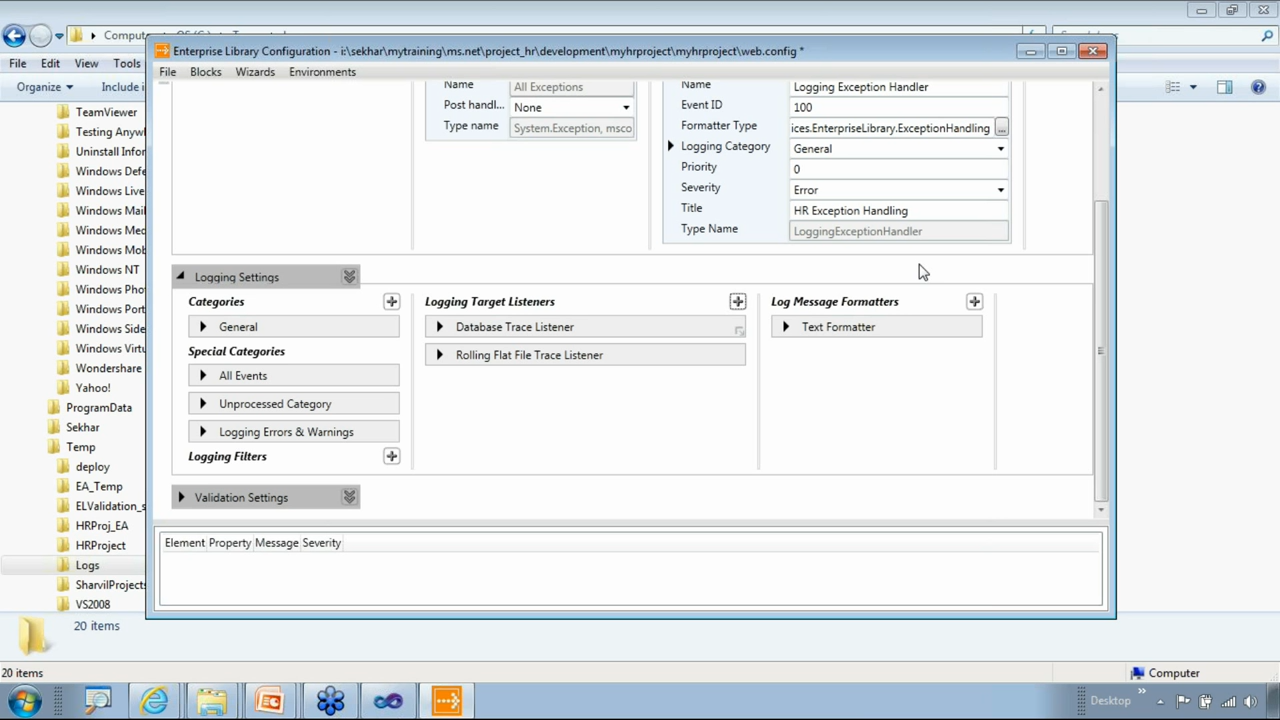 Compute
File Edit View Tools
Organize
Include i
TeamViewer
Testing Anyw
Uninstall Infor
Windows Defe
Windows Live
Windows Mail
Windows Med
Windows Mob
Windows NT
Windows Pho
Windows Port
Windows Side
Windows Virtu
Wondershare
Yahoo!
ProgramData
Sekhar
Temp
deploy
EA_Temp
ELValidation_s
HRProj_EA
HRProject
Logs
SharvilProjects
VS2008
20 items
20 items
Computer
Enterprise Library Configuration - i:\sekhar\mytraining\ms.net\project_hr\development\myhrproject\myhrproject\web.config *
File Blocks Wizards Environments
Name All Exceptions
Post handl... None
Type name System.Exception, msco
Name Logging Exception Handler
Event ID 100
Formatter Type ices.EnterpriseLibrary.ExceptionHandling ...
Logging Category General
Priority 0
Severity Error
Title HR Exception Handling
Type Name LoggingExceptionHandler
Logging Settings
Categories
General
Special Categories
All Events
Unprocessed Category
Logging Errors & Warnings
Logging Filters
Logging Target Listeners
Database Trace Listener
Rolling Flat File Trace Listener
Log Message Formatters
Text Formatter
Validation Settings
Element Property Message Severity
Desktop